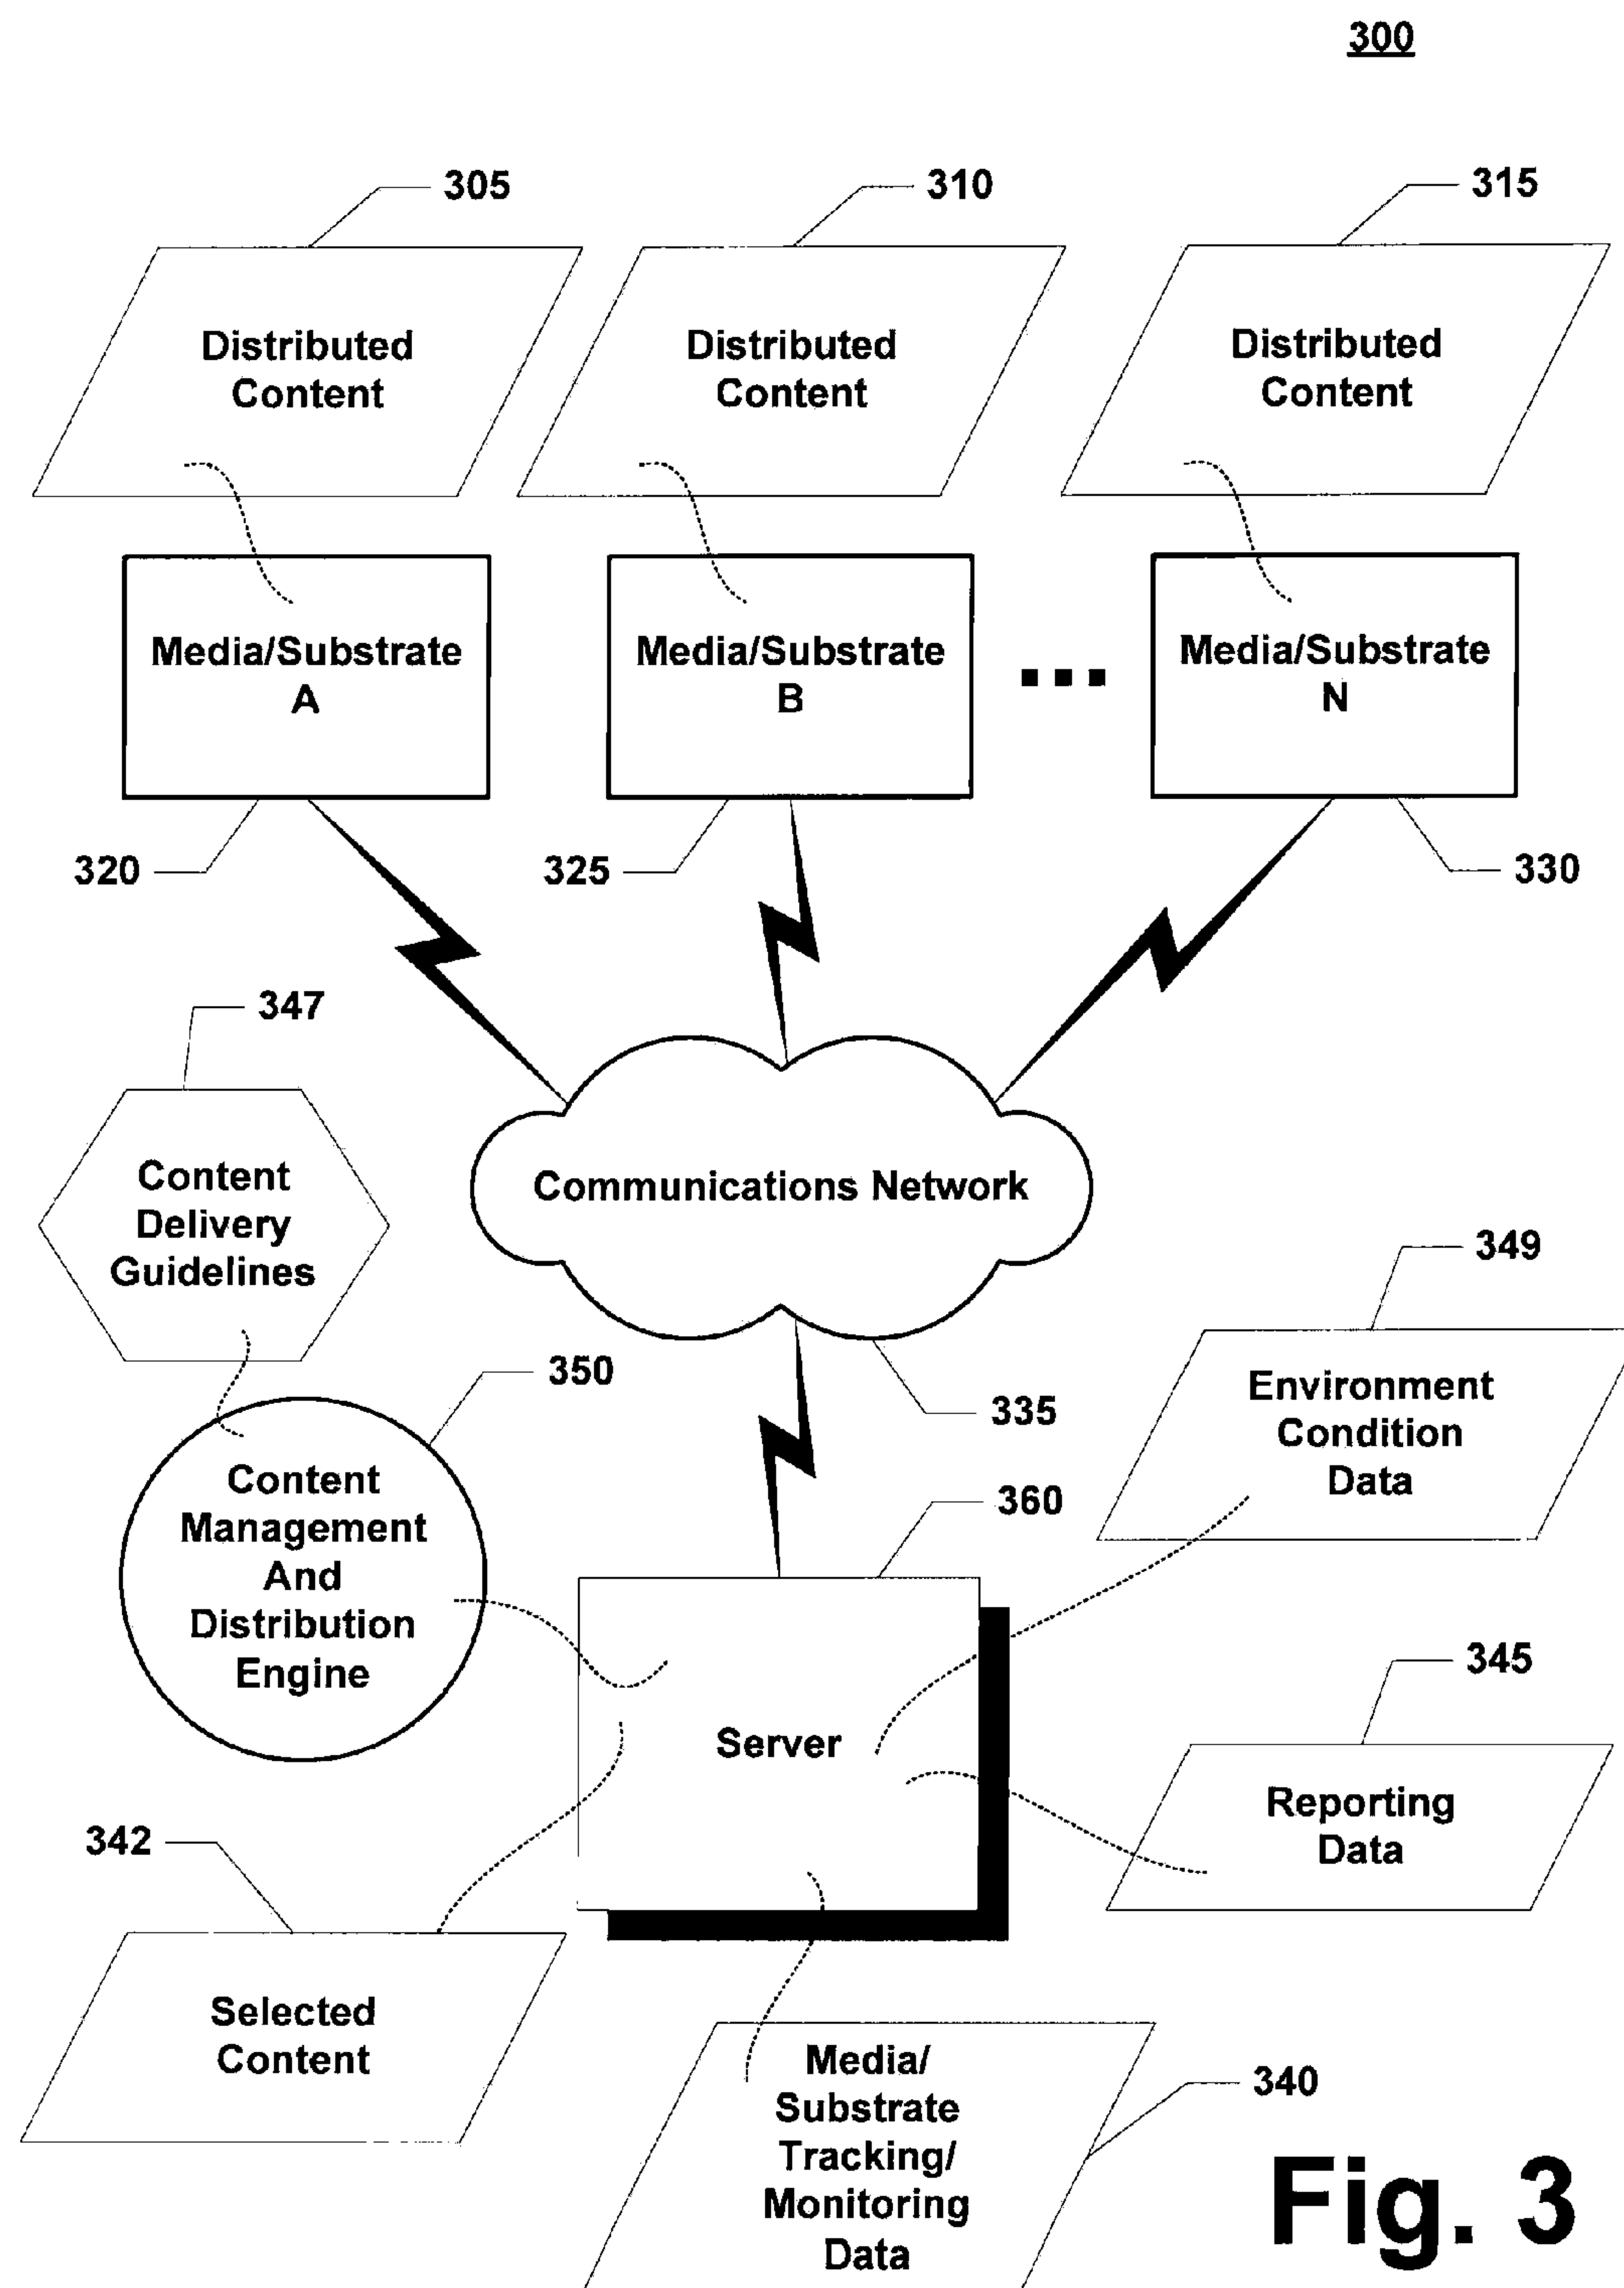 300
305
310
315
Distributed
Content
Distributed
Content
Distributed
Content
Media/Substrate
A
Media/Substrate
B
Media/Substrate
N
320
325
330
347
Content
Delivery
Guidelines
Communications Network
349
350
335
Environment
Condition
Data
Content
Management
And
Distribution
Engine
360
Server
345
Reporting
Data
342
Selected
Content
Media/
Substrate
Tracking/
Monitoring
Data
340
Fig. 3